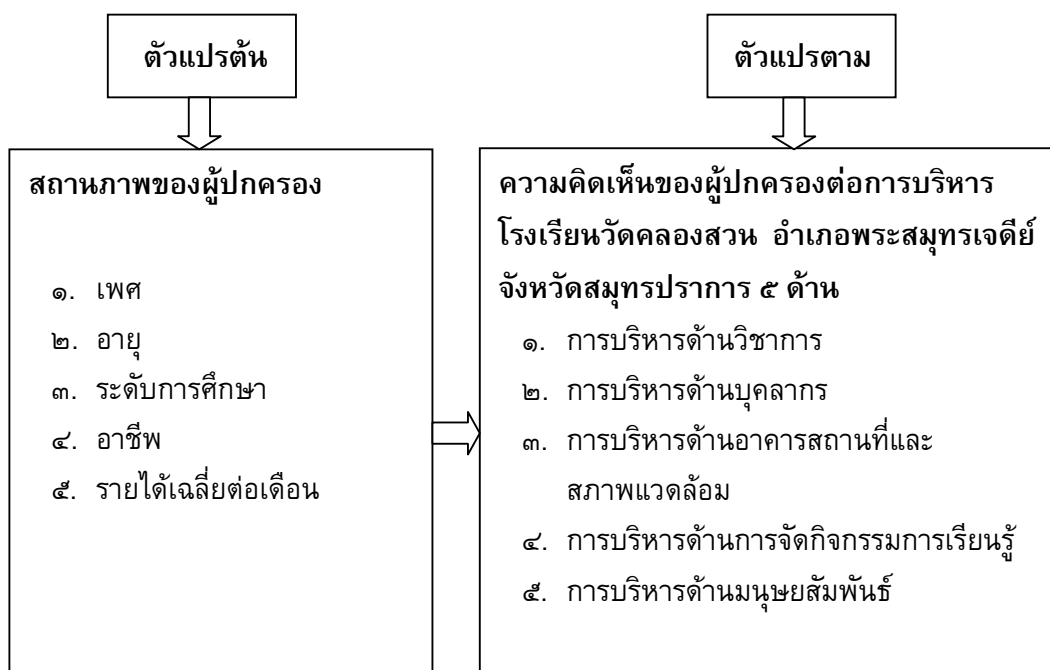 ตัวแปรต้น
ตัวแปรตาม
สถานภาพของผู้ปกครอง
๑. เพศ
๒. อายุ
๓. ระดับการศึกษา
๔. อาชีพ
๕. รายได้เฉลี่ยต่อเดือน
ความคิดเห็นของผู้ปกครองต่อการบริหาร
โรงเรียนวัดคลองสวน อำเภอพระสมุทรเจดีย์
จังหวัดสมุทรปราการ ๕ ด้าน
๑. การบริหารด้านวิชาการ
๒. การบริหารด้านบุคลากร
๓. การบริหารด้านอาคารสถานที่และ
สภาพแวดล้อม
๔. การบริหารด้านการจัดกิจกรรมการเรียนรู้
๕. การบริหารด้านมนุษยสัมพันธ์